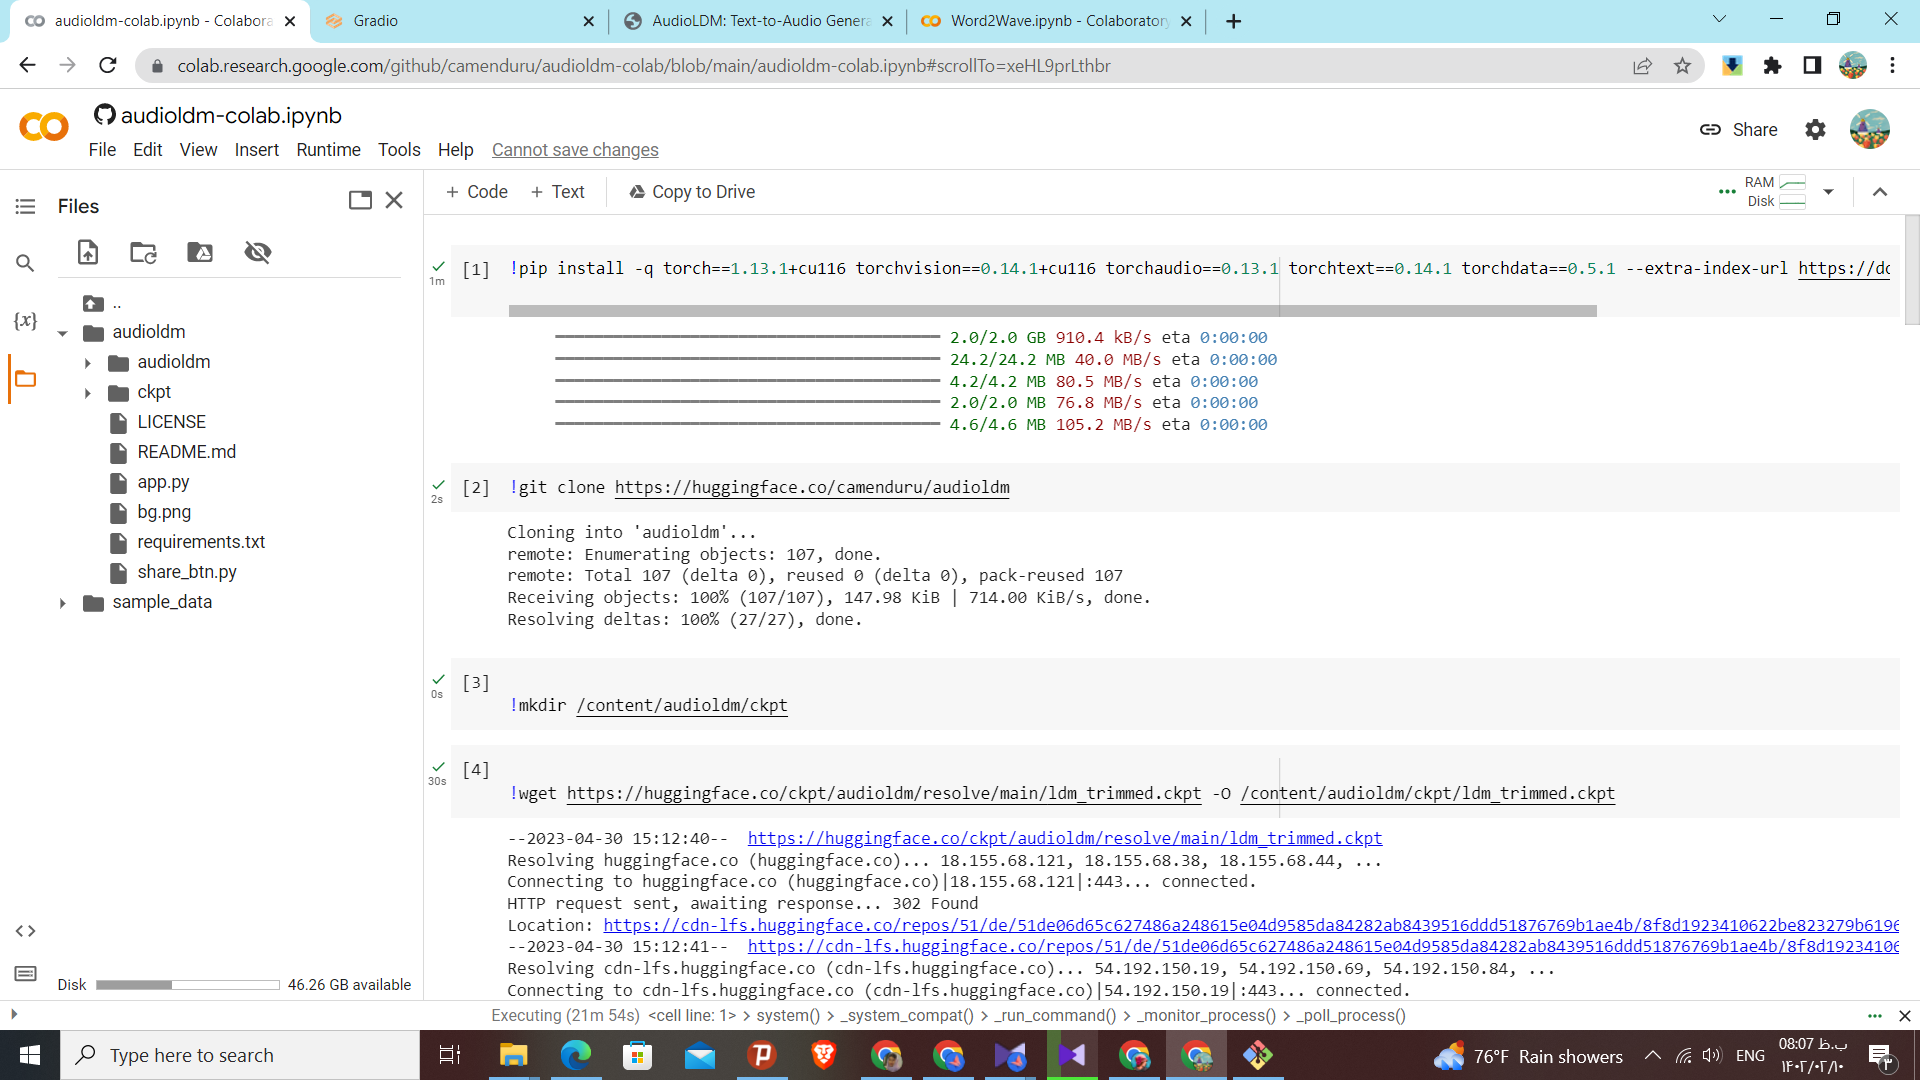 audioldm-colab.ipynb - Colabora
Gradio
AudioLDM: Text-to-Audio Genera
Word2Wave.ipynb - Colaboratory
colab.research.google.com/github/camenduru/audioldm-colab/blob/main/audioldm-colab.ipynb#scrollTo=xeHL9prLthbr
audioldm-colab.ipynb
Share
File Edit View Insert Runtime Tools Help Cannot save changes
Files
+ Code + Text Copy to Drive
RAM
Disk
..
audioldm
audioldm
ckpt
LICENSE
README.md
app.py
bg.png
requirements.txt
share_btn.py
sample_data
{x}
Disk 46.26 GB available
1m
[1] !pip install -q torch==1.13.1+cu116 torchvision==0.14.1+cu116 torchaudio==0.13.1 torchtext==0.14.1 torchdata==0.5.1 --extra-index-url https://do
2.0/2.0 GB 910.4 kB/s eta 0:00:00
24.2/24.2 MB 40.0 MB/s eta 0:00:00
4.2/4.2 MB 80.5 MB/s eta 0:00:00
2.0/2.0 MB 76.8 MB/s eta 0:00:00
4.6/4.6 MB 105.2 MB/s eta 0:00:00
2s
[2] !git clone https://huggingface.co/camenduru/audioldm
Cloning into 'audioldm'...
remote: Enumerating objects: 107, done.
remote: Total 107 (delta 0), reused 0 (delta 0), pack-reused 107
Receiving objects: 100% (107/107), 147.98 KiB | 714.00 KiB/s, done.
Resolving deltas: 100% (27/27), done.
0s
[3]
!mkdir /content/audioldm/ckpt
30s
[4]
!wget https://huggingface.co/ckpt/audioldm/resolve/main/ldm_trimmed.ckpt -O /content/audioldm/ckpt/ldm_trimmed.ckpt
--2023-04-30 15:12:40-- https://huggingface.co/ckpt/audioldm/resolve/main/ldm_trimmed.ckpt
Resolving huggingface.co (huggingface.co)... 18.155.68.121, 18.155.68.38, 18.155.68.44, ...
Connecting to huggingface.co (huggingface.co)|18.155.68.121|:443... connected.
HTTP request sent, awaiting response... 302 Found
Location: https://cdn-lfs.huggingface.co/repos/51/de/51de06d65c627486a248615e04d9585da84282ab8439516ddd51876769b1ae4b/8f8d1923410622be823279b6196
--2023-04-30 15:12:41-- https://cdn-lfs.huggingface.co/repos/51/de/51de06d65c627486a248615e04d9585da84282ab8439516ddd51876769b1ae4b/8f8d19234106
Resolving cdn-lfs.huggingface.co (cdn-lfs.huggingface.co)... 54.192.150.19, 54.192.150.69, 54.192.150.84, ...
Connecting to cdn-lfs.huggingface.co (cdn-lfs.huggingface.co)|54.192.150.19|:443... connected.
Executing (21m 54s) <cell line: 1> > system() > _system_compat() > _run_command() > _monitor_process() > _poll_process()
Type here to search
76°F Rain showers
ENG
08:07 ب.ظ
۱۴۰۲/۰۲/۱۰
۳